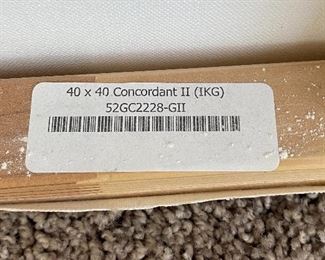 40 x 40 Concordant II (IKG)
52GC2228-GII